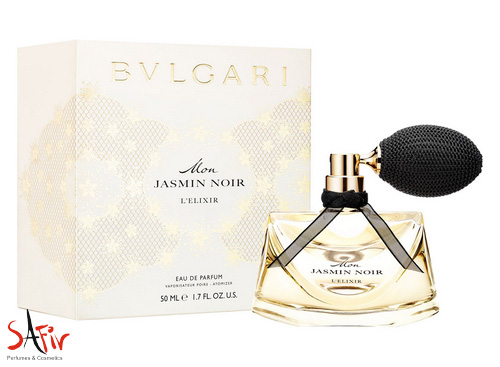 BVLGARI
Mon
JASMIN NOIR
L'ELIXIR
EAU DE PARFUM
VAPORISATEUR POIRE - ATOMIZER
50 ML ℮ 1.7 FL. OZ. U.S.
Mon
JASMIN NOIR
L'ELIXIR
SAFIR
Perfumes & Cosmetics